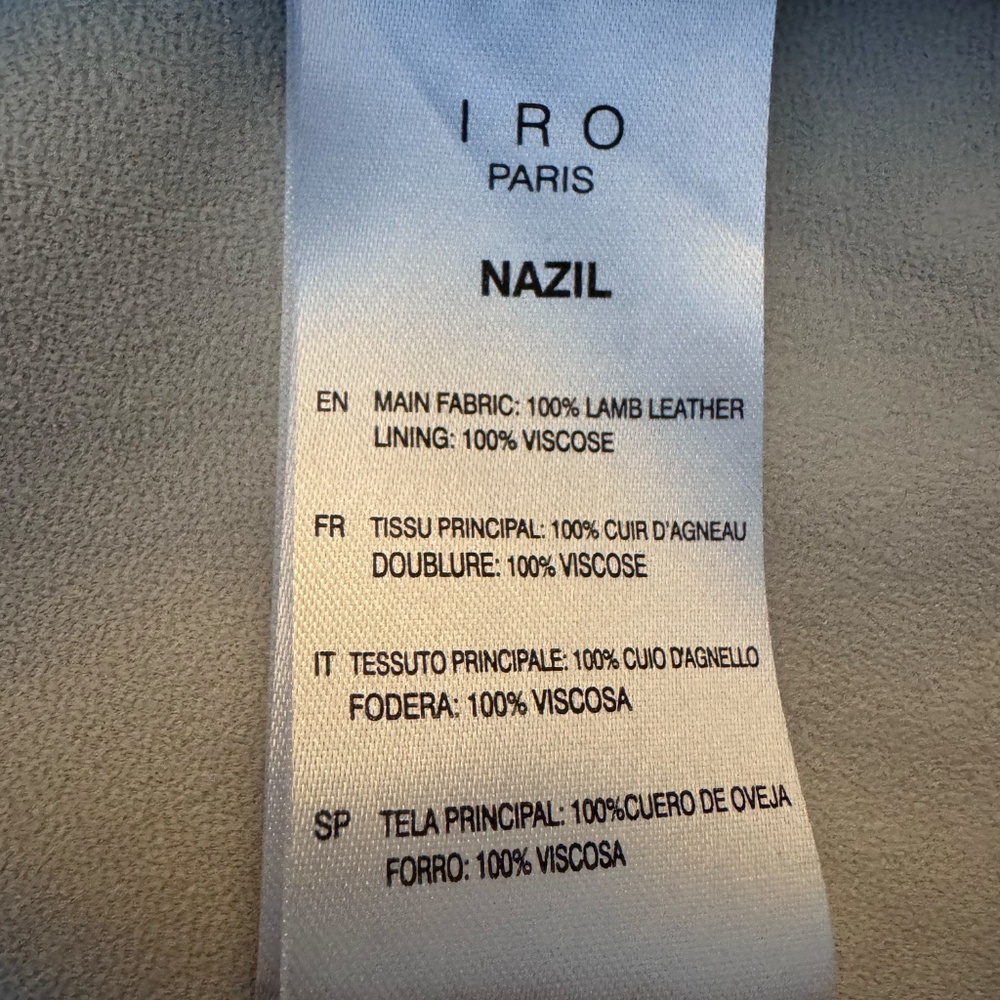 IRO
PARIS
NAZIL
EN MAIN FABRIC: 100% LAMB LEATHER
LINING: 100% VISCOSE
FR TISSU PRINCIPAL: 100% CUIR D'AGNEAU
DOUBLURE: 100% VISCOSE
IT TESSUTO PRINCIPALE: 100% CUIO D'AGNELLO
FODERA: 100% VISCOSA
SP TELA PRINCIPAL: 100%CUERO DE OVEJA
FORRO: 100% VISCOSA